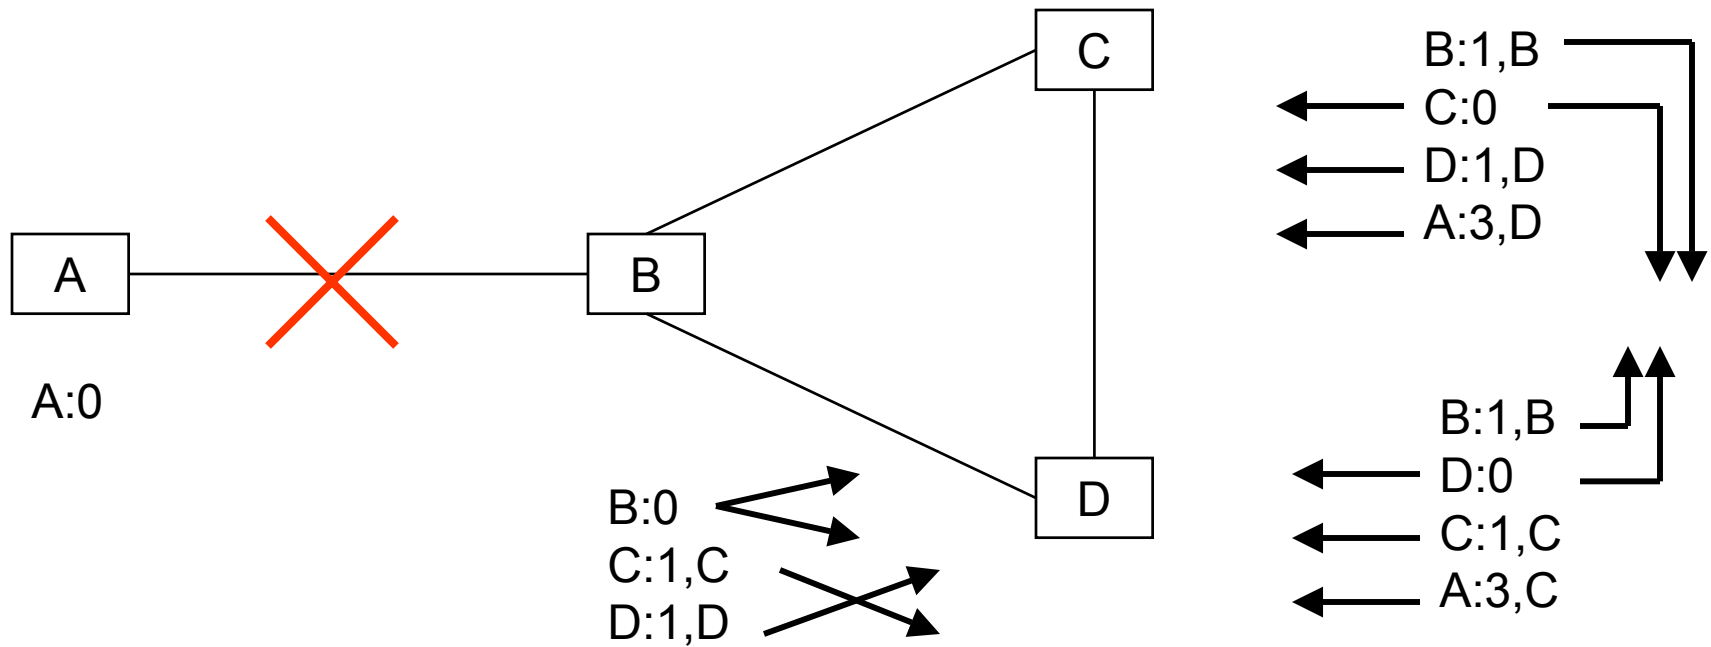 C
B:1,B
C:0
D:1,D
A:3,D
A
B
A:0
D
B:0
C:1,C
D:1,D
B:1,B
D:0
C:1,C
A:3,C